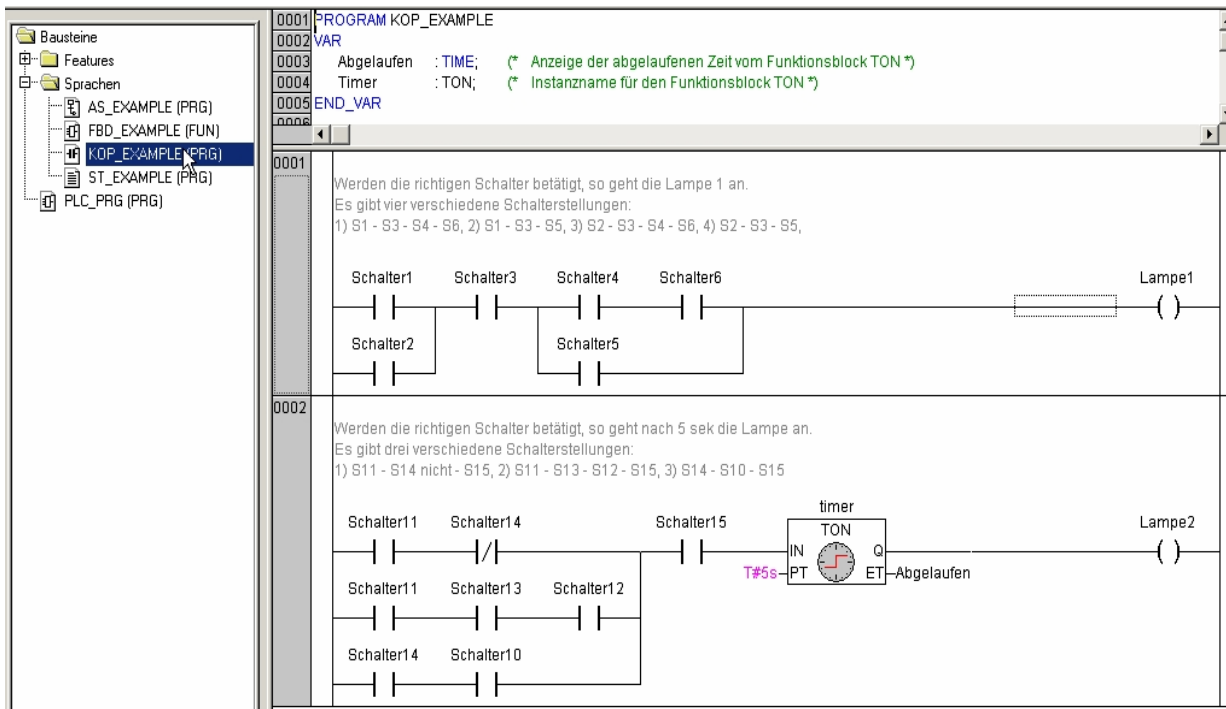 Bausteine
Features
Sprachen
AS_EXAMPLE (PRG)
FBD_EXAMPLE (FUN)
KOP_EXAMPLE (PRG)
ST_EXAMPLE (PRG)
PLC_PRG (PRG)
0001 PROGRAM KOP_EXAMPLE
0002 VAR
0003 Abgelaufen : TIME; (* Anzeige der abgelaufenen Zeit vom Funktionsblock TON *)
0004 Timer : TON; (* Instanzname für den Funktionsblock TON *)
0005 END_VAR
0006
0001
Werden die richtigen Schalter betätigt, so geht die Lampe 1 an.
Es gibt vier verschiedene Schalterstellungen:
1) S1 - S3 - S4 - S6, 2) S1 - S3 - S5, 3) S2 - S3 - S4 - S6, 4) S2 - S3 - S5,
Schalter1 Schalter3 Schalter4 Schalter6 Lampe1
Schalter2 Schalter5
0002
Werden die richtigen Schalter betätigt, so geht nach 5 sek die Lampe an.
Es gibt drei verschiedene Schalterstellungen:
1) S11 - S14 nicht - S15, 2) S11 - S13 - S12 - S15, 3) S14 - S10 - S15
timer
Schalter11 Schalter14 Schalter15 TON Lampe2
IN Q
T#5s PT ET Abgelaufen
Schalter11 Schalter13 Schalter12
Schalter14 Schalter10